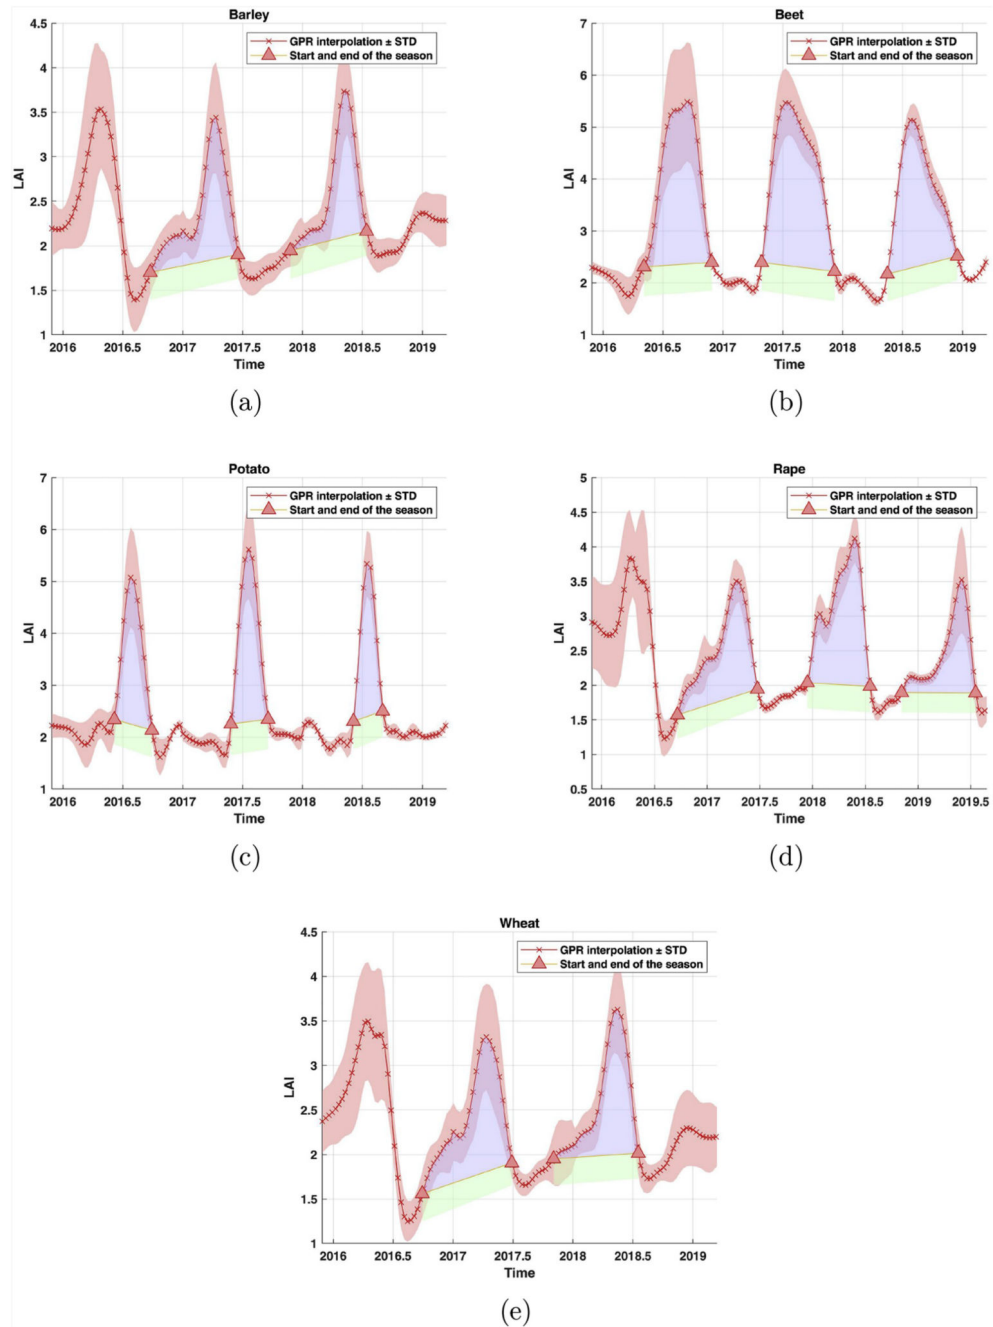 Barley
GPR interpolation ± STD
Start and end of the season
4.5
4
3.5
3
2.5
2
1.5
1
LAI
2016 2016.5 2017 2017.5 2018 2018.5 2019
Time
(a)
Beet
GPR interpolation ± STD
Start and end of the season
7
6
5
4
3
2
1
LAI
2016 2016.5 2017 2017.5 2018 2018.5 2019
Time
(b)
Potato
GPR interpolation ± STD
Start and end of the season
7
6
5
4
3
2
1
LAI
2016 2016.5 2017 2017.5 2018 2018.5 2019
Time
(c)
Rape
GPR interpolation ± STD
Start and end of the season
5
4.5
4
3.5
3
2.5
2
1.5
1
0.5
LAI
2016 2016.5 2017 2017.5 2018 2018.5 2019 2019.5
Time
(d)
Wheat
GPR interpolation ± STD
Start and end of the season
4.5
4
3.5
3
2.5
2
1.5
1
LAI
2016 2016.5 2017 2017.5 2018 2018.5 2019
Time
(e)